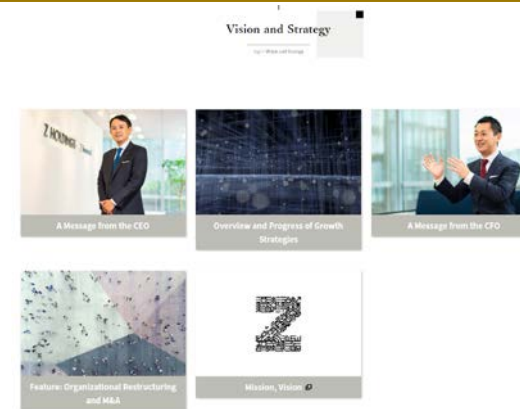 Vision and Strategy
Z HOLDINGS
A Message from the CEO
Overview and Progress of Growth
Strategies
A Message from the CFO
Feature: Organizational Restructuring
and M&A
Z
Mission, Vision